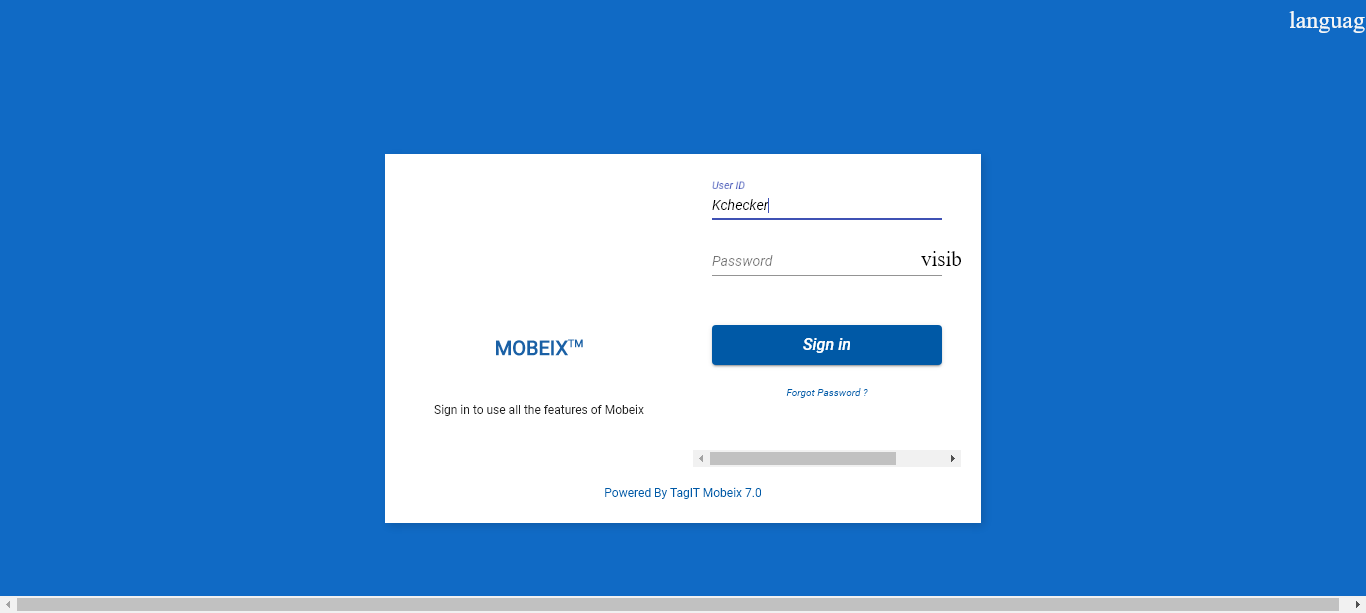 languag
User ID
Kchecker
Password visib
MOBEIX™
Sign in
Forgot Password ?
Sign in to use all the features of Mobeix
Powered By TagIT Mobeix 7.0